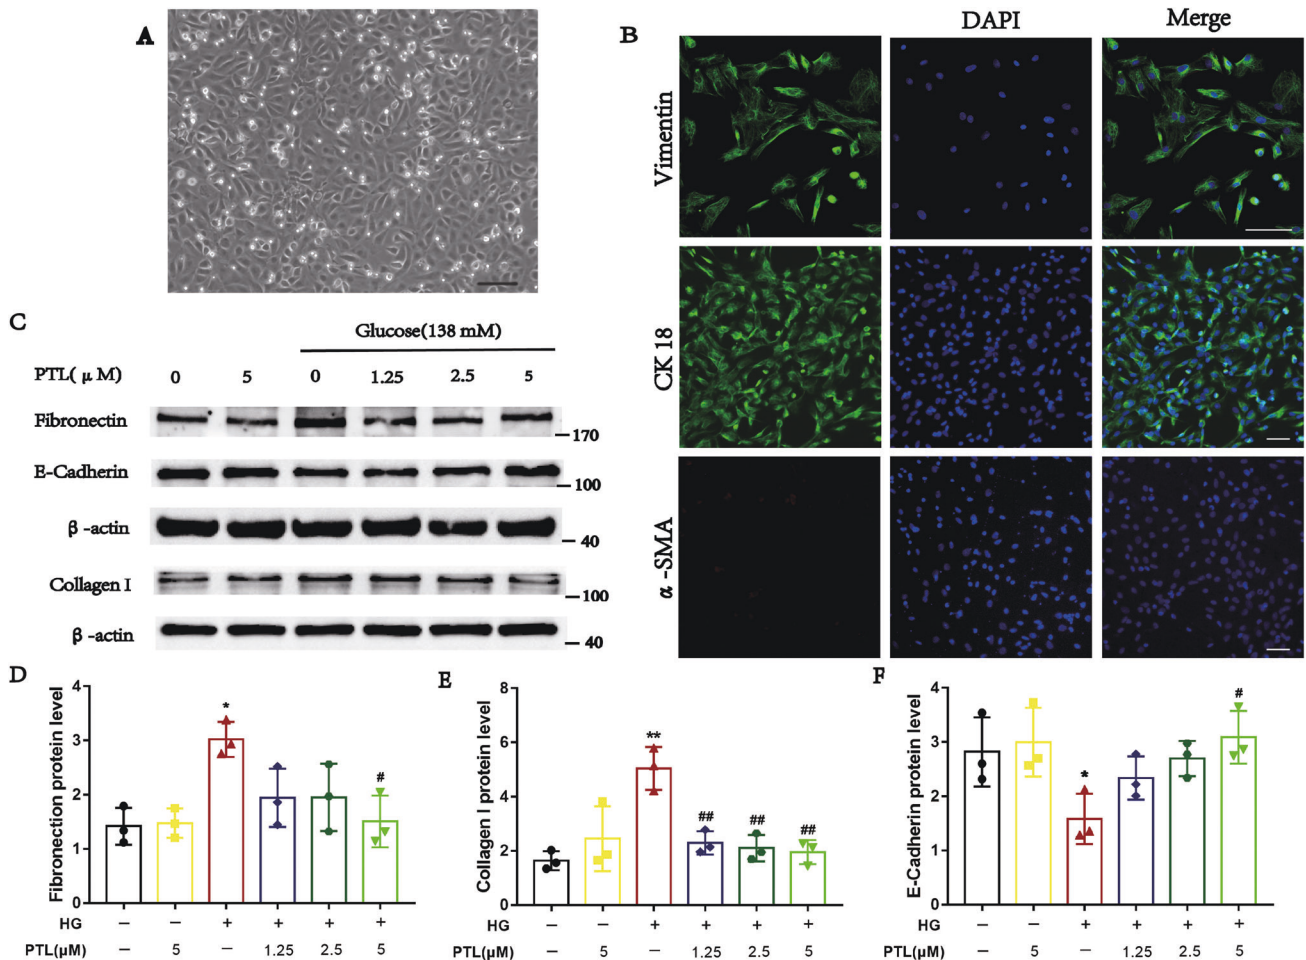 A
B
DAPI
Merge
Vimentin
CK 18
α -SMA
C
Glucose(138 mM)
PTL( μ M)
0
5
0
1.25
2.5
5
Fibronectin
170
E-Cadherin
100
β -actin
40
Collagen I
100
β -actin
40
D
Fibronection protein level
4
3
2
1
0
*
#
HG
−
−
+
+
+
+
PTL(μM)
−
5
−
1.25
2.5
5
E
Collagen I protein level
8
6
4
2
0
**
##
##
##
HG
−
−
+
+
+
+
PTL(μM)
−
5
−
1.25
2.5
5
F
E-Cadherin protein level
4
3
2
1
0
*
#
HG
−
−
+
+
+
+
PTL(μM)
−
5
−
1.25
2.5
5